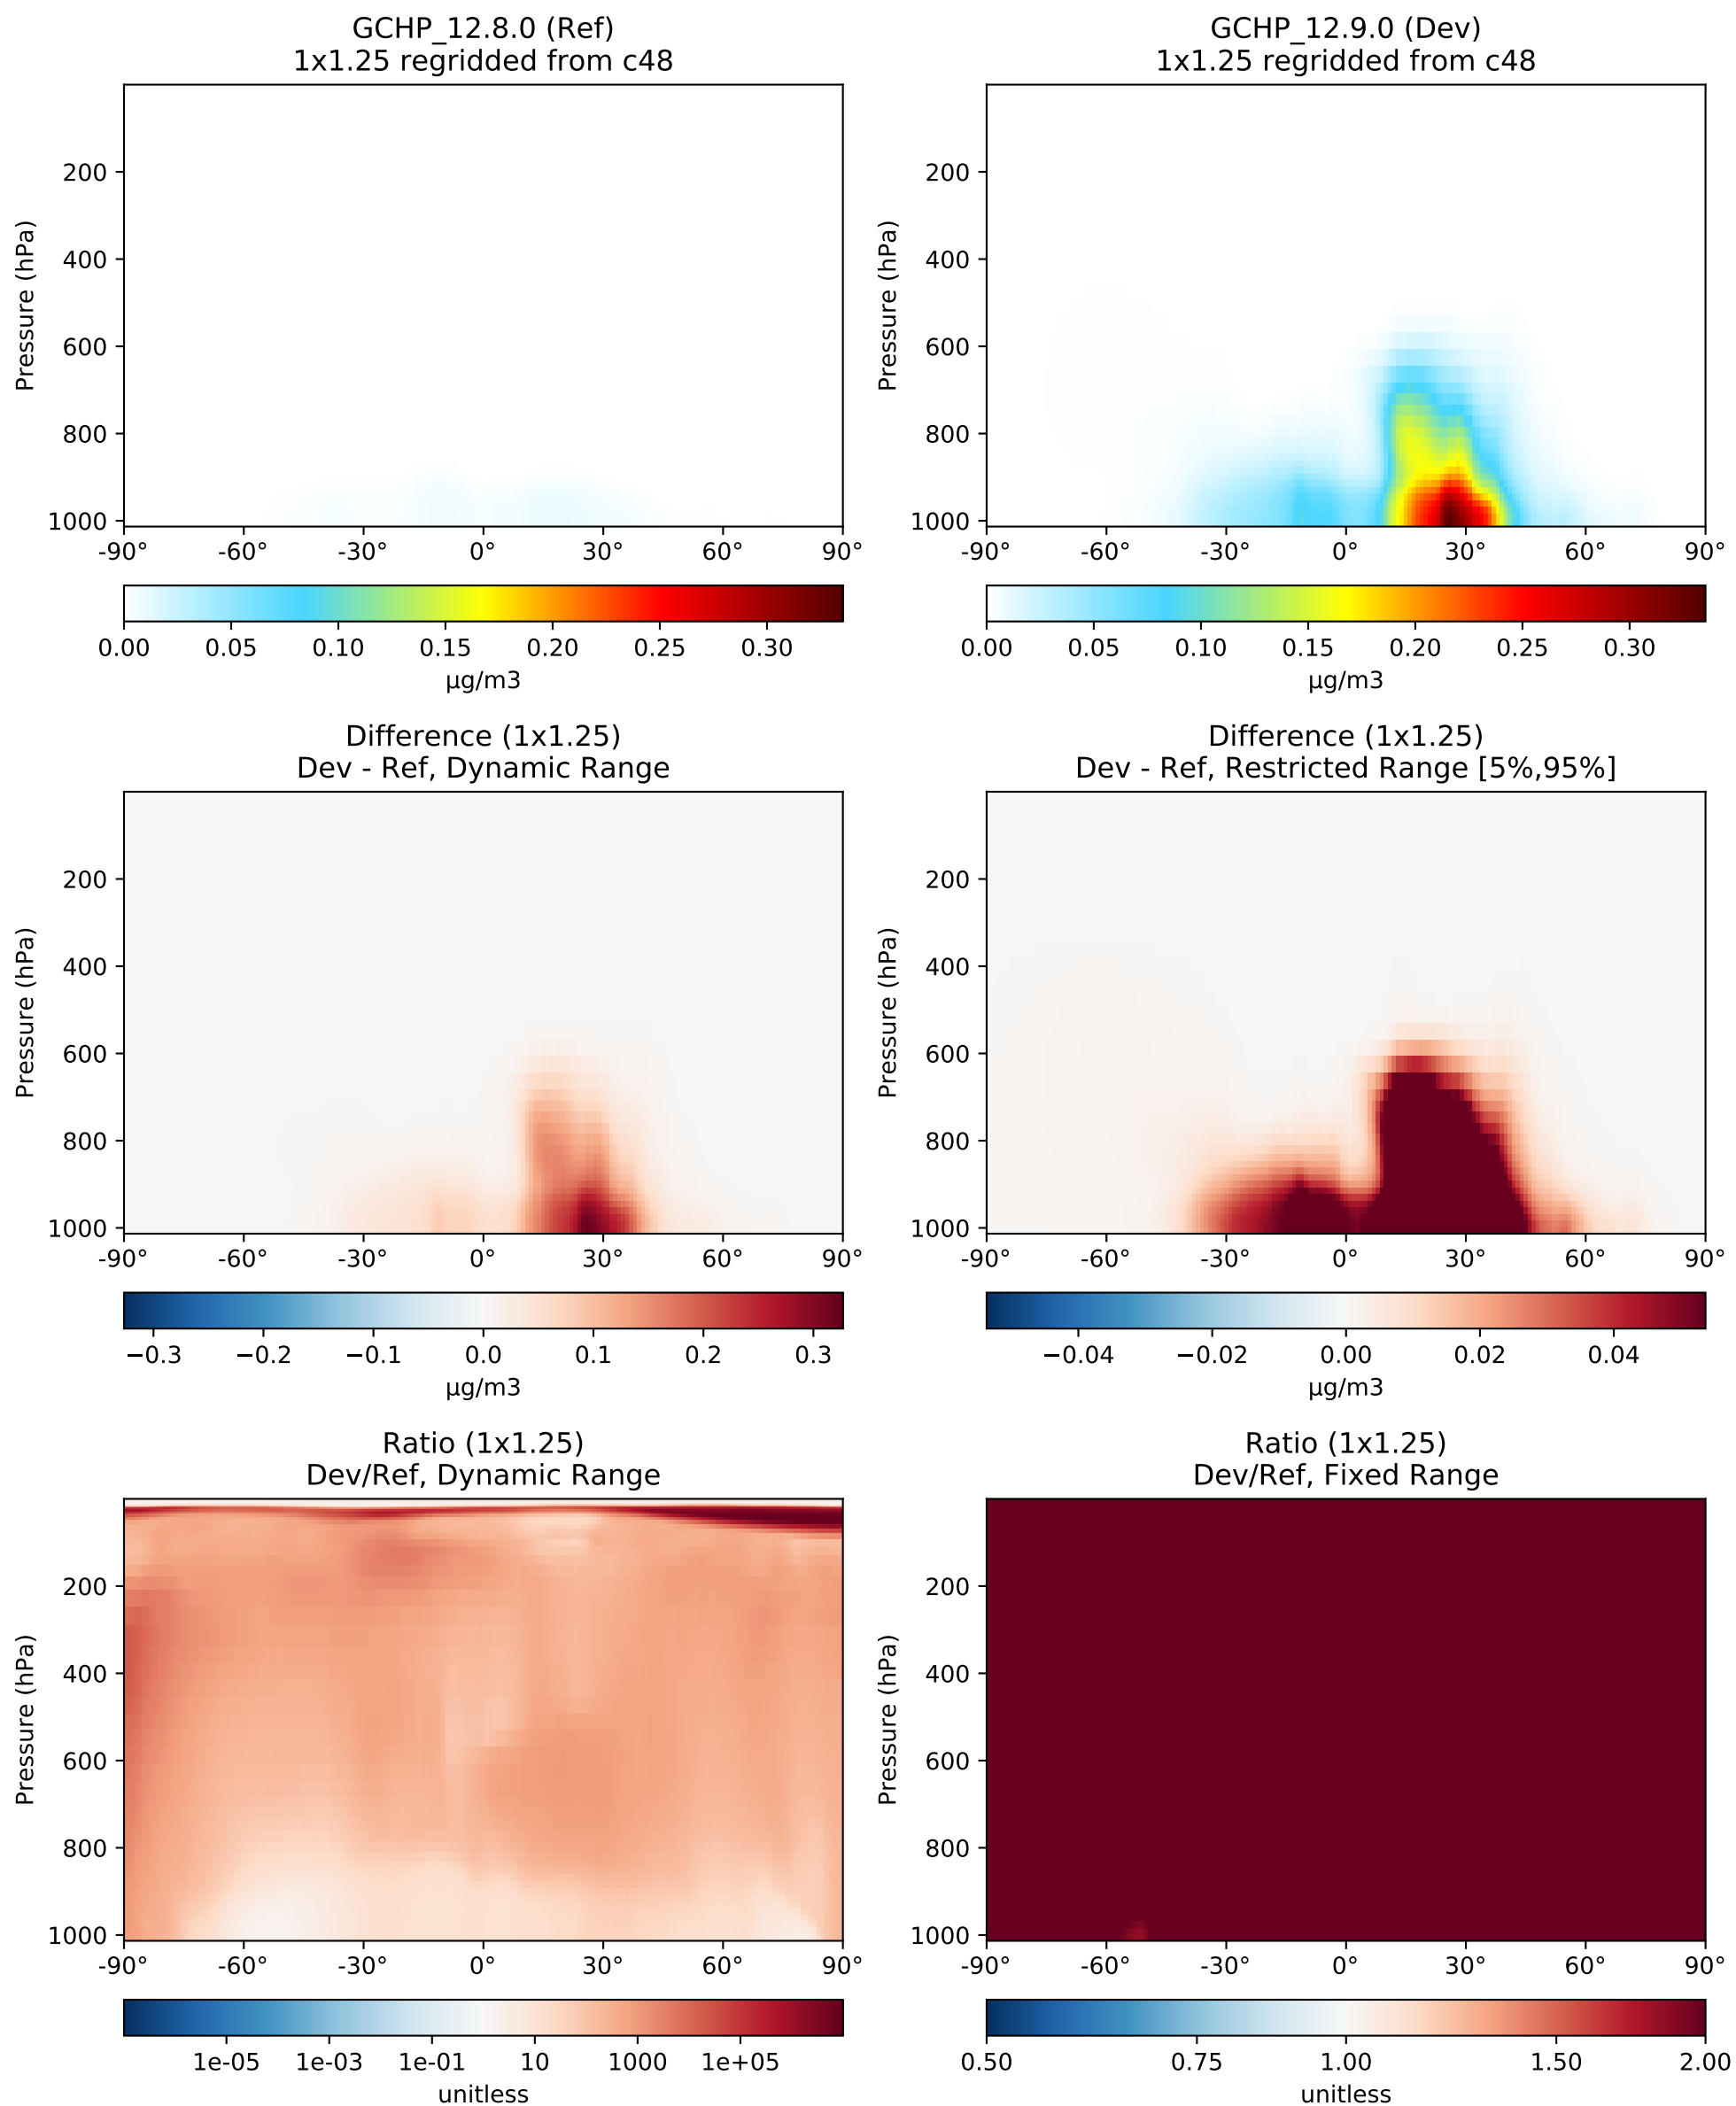 GCHP_12.8.0 (Ref)
1x1.25 regridded from c48
Pressure (hPa)
200
400
600
800
1000
-90° -60° -30° 0° 30° 60° 90°
0.00 0.05 0.10 0.15 0.20 0.25 0.30
µg/m3
GCHP_12.9.0 (Dev)
1x1.25 regridded from c48
Pressure (hPa)
200
400
600
800
1000
-90° -60° -30° 0° 30° 60° 90°
0.00 0.05 0.10 0.15 0.20 0.25 0.30
µg/m3
Difference (1x1.25)
Dev - Ref, Dynamic Range
Pressure (hPa)
200
400
600
800
1000
-90° -60° -30° 0° 30° 60° 90°
−0.3 −0.2 −0.1 0.0 0.1 0.2 0.3
µg/m3
Difference (1x1.25)
Dev - Ref, Restricted Range [5%,95%]
Pressure (hPa)
200
400
600
800
1000
-90° -60° -30° 0° 30° 60° 90°
−0.04 −0.02 0.00 0.02 0.04
µg/m3
Ratio (1x1.25)
Dev/Ref, Dynamic Range
Pressure (hPa)
200
400
600
800
1000
-90° -60° -30° 0° 30° 60° 90°
1e-05 1e-03 1e-01 10 1000 1e+05
unitless
Ratio (1x1.25)
Dev/Ref, Fixed Range
Pressure (hPa)
200
400
600
800
1000
-90° -60° -30° 0° 30° 60° 90°
0.50 0.75 1.00 1.50 2.00
unitless